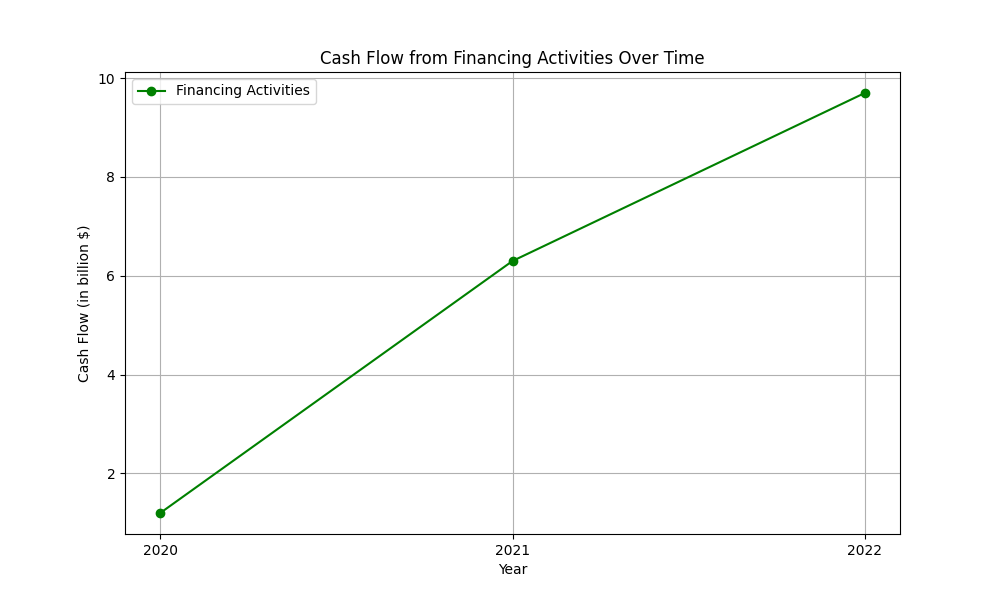 Cash Flow from Financing Activities Over Time
Financing Activities
Cash Flow (in billion $)
10
8
6
4
2
2020
2021
2022
Year